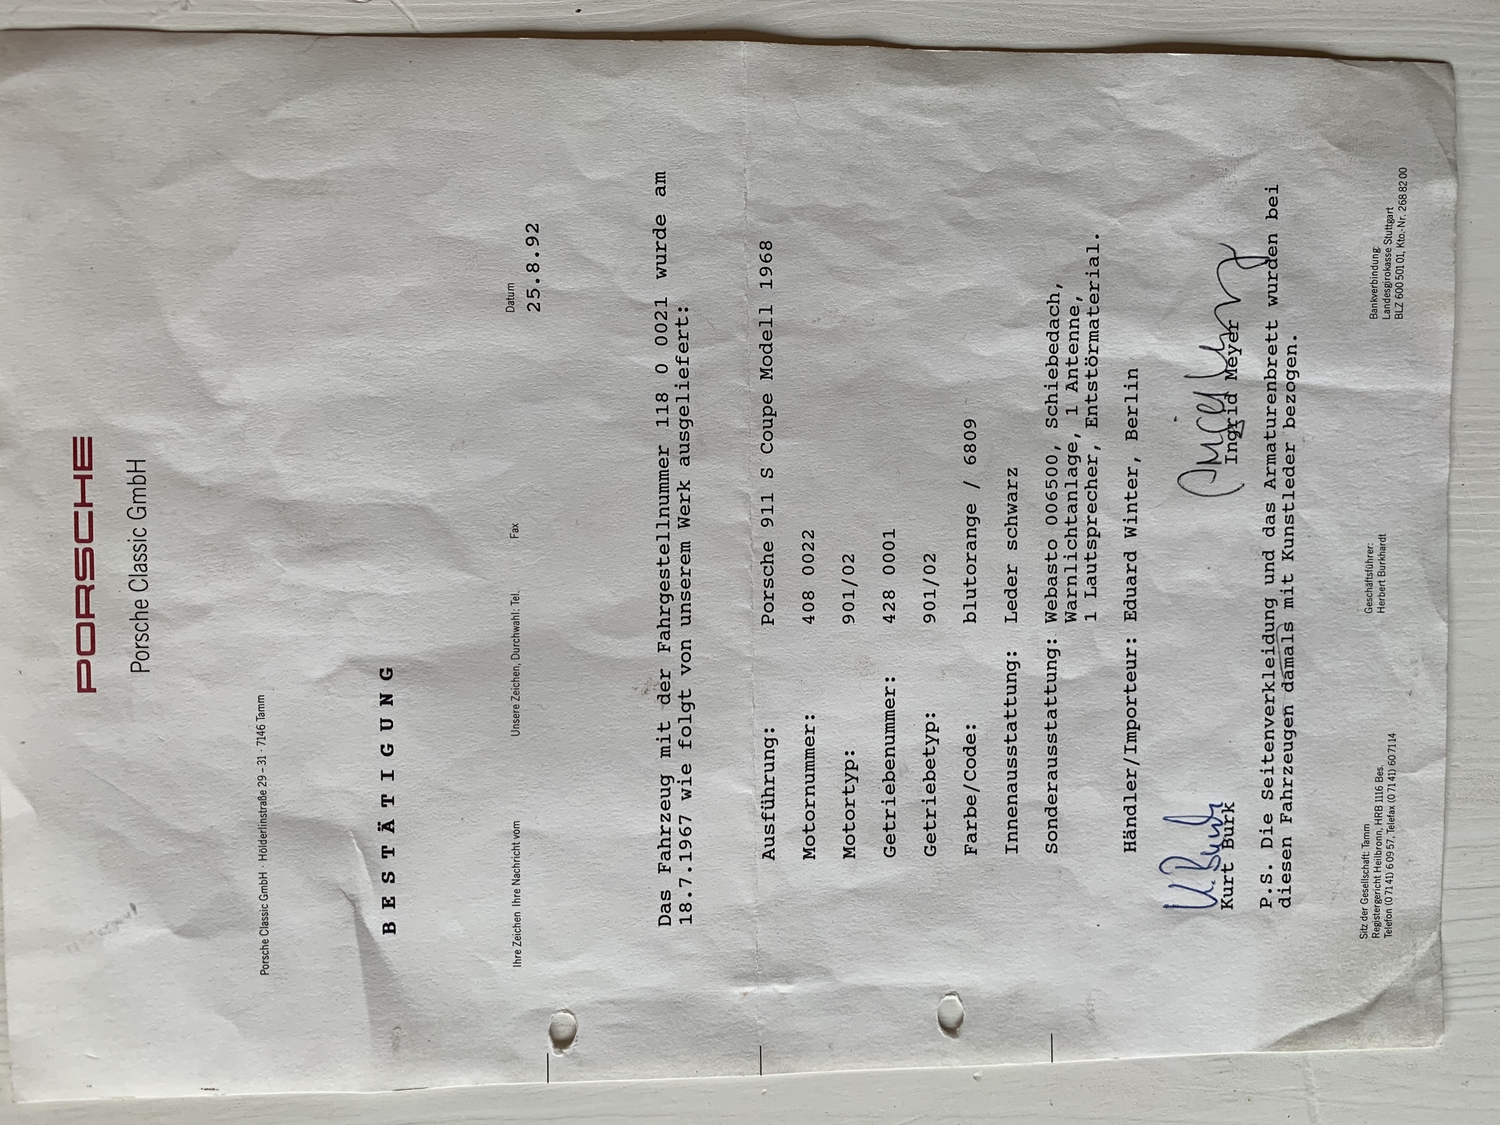 PORSCHE
Porsche Classic GmbH
Porsche Classic GmbH · Hölderlinstraße 29 – 31 · 7146 Tamm
BESTÄTIGUNG
Ihre Zeichen Ihre Nachricht vom Unsere Zeichen, Durchwahl: Tel. Fax Datum
25.8.92
Das Fahrzeug mit der Fahrgestellnummer 118 0 0021 wurde am
18.7.1967 wie folgt von unserem Werk ausgeliefert:
Ausführung: Porsche 911 S Coupe Modell 1968
Motornummer: 408 0022
Motortyp: 901/02
Getriebenummer: 428 0001
Getriebetyp: 901/02
Farbe/Code: blutorange / 6809
Innenausstattung: Leder schwarz
Sonderausstattung: Webasto 006500, Schiebedach,
Warnlichtanlage, 1 Antenne,
1 Lautsprecher, Entstörmaterial.
Händler/Importeur: Eduard Winter, Berlin
K. Burk
Kurt Burk Ingrid Meyer
P.S. Die Seitenverkleidung und das Armaturenbrett wurden bei
diesen Fahrzeugen damals mit Kunstleder bezogen.
Sitz der Gesellschaft: Tamm
Registergericht Heilbronn, HRB 1116 Bes.
Telefon (0 71 41) 6 09 57, Telefax (0 71 41) 60 71 14
Geschäftsführer:
Herbert Burkhardt
Bankverbindung:
Landesgirokasse Stuttgart
BLZ 600 501 01, Kto.-Nr. 268 82 00